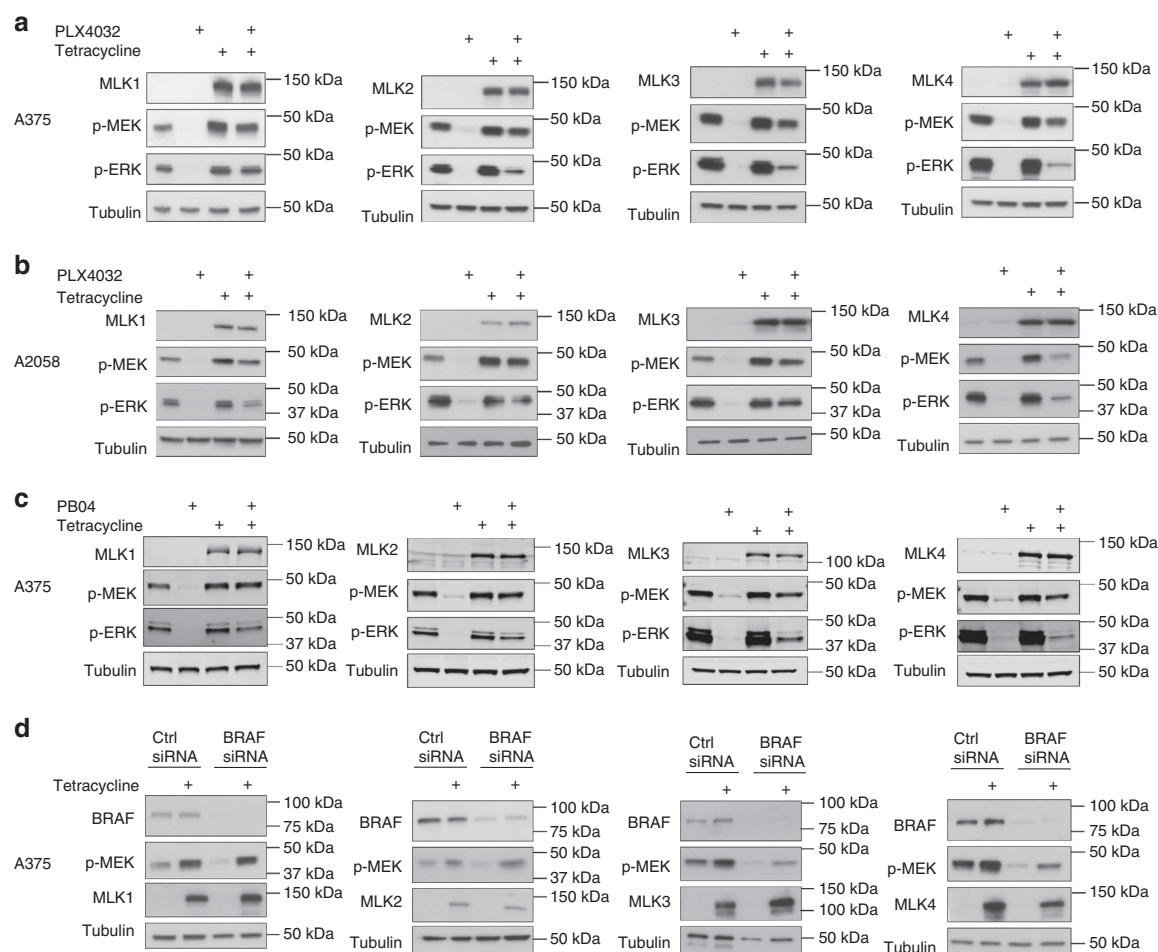 a
PLX4032 + + + + + + + +
Tetracycline + + + + + + + +
MLK1 150 kDa MLK2 150 kDa MLK3 150 kDa MLK4 150 kDa
A375 p-MEK 50 kDa p-MEK 50 kDa p-MEK 50 kDa p-MEK 50 kDa
p-ERK 50 kDa p-ERK 50 kDa p-ERK 50 kDa p-ERK 50 kDa
Tubulin 50 kDa Tubulin 50 kDa Tubulin 50 kDa Tubulin 50 kDa
b
PLX4032 + + + + + + + +
Tetracycline + + + + + + + +
MLK1 150 kDa MLK2 150 kDa MLK3 150 kDa MLK4 150 kDa
A2058 p-MEK 50 kDa p-MEK 50 kDa p-MEK 50 kDa p-MEK 50 kDa
p-ERK 50 kDa 37 kDa p-ERK 50 kDa 37 kDa p-ERK 50 kDa 37 kDa p-ERK 50 kDa 37 kDa
Tubulin 50 kDa Tubulin 50 kDa Tubulin 50 kDa Tubulin 50 kDa
c
PB04 + + + + + + + +
Tetracycline + + + + + + + +
MLK1 150 kDa MLK2 150 kDa MLK3 100 kDa MLK4 150 kDa
A375 p-MEK 50 kDa p-MEK 50 kDa p-MEK 50 kDa p-MEK 50 kDa
p-ERK 50 kDa 37 kDa p-ERK 50 kDa 37 kDa p-ERK 50 kDa 37 kDa p-ERK 50 kDa 37 kDa
Tubulin 50 kDa Tubulin 50 kDa Tubulin 50 kDa Tubulin 50 kDa
d
Ctrl BRAF Ctrl BRAF Ctrl BRAF Ctrl BRAF
siRNA siRNA siRNA siRNA siRNA siRNA siRNA siRNA
Tetracycline + + + + + + + +
BRAF 100 kDa 75 kDa BRAF 100 kDa 75 kDa BRAF 100 kDa 75 kDa BRAF 100 kDa 75 kDa
A375 p-MEK 50 kDa 37 kDa p-MEK 50 kDa 37 kDa p-MEK 50 kDa p-MEK 50 kDa
MLK1 150 kDa MLK2 150 kDa MLK3 150 kDa 100 kDa MLK4 150 kDa
Tubulin 50 kDa Tubulin 50 kDa Tubulin 50 kDa Tubulin 50 kDa